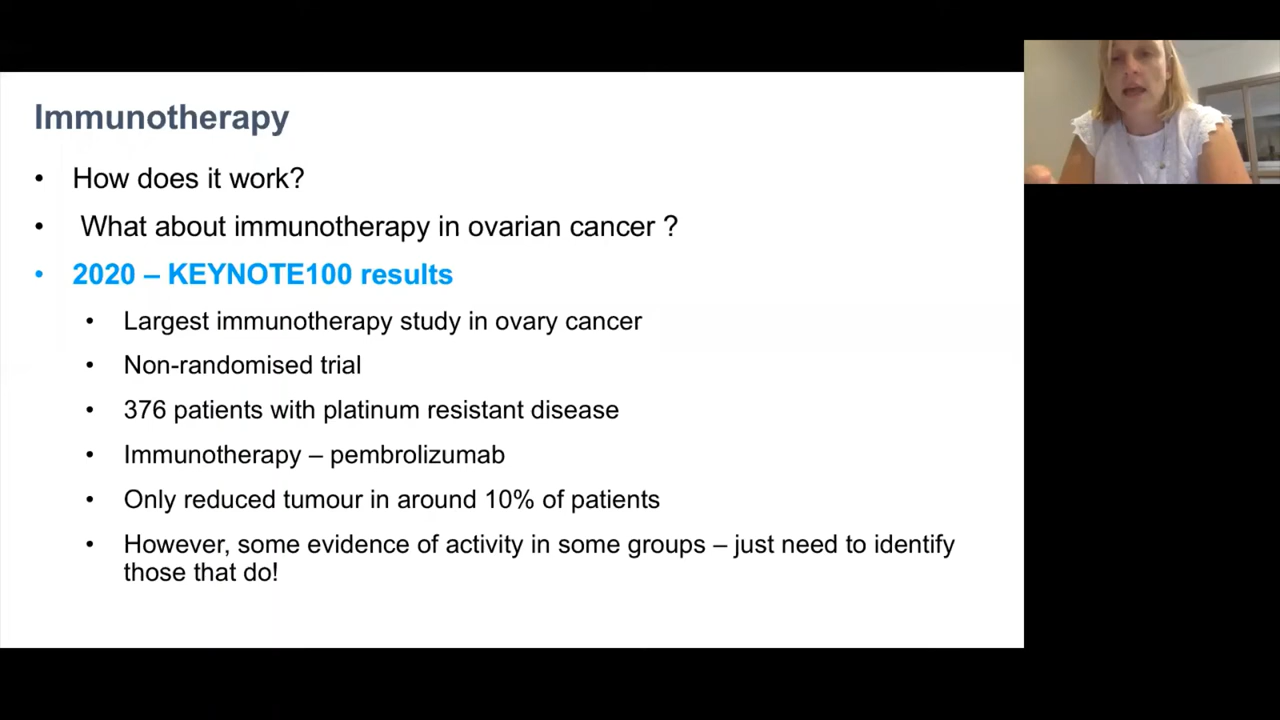 Immunotherapy
• How does it work?
• What about immunotherapy in ovarian cancer ?
• 2020 – KEYNOTE100 results
• Largest immunotherapy study in ovary cancer
• Non-randomised trial
• 376 patients with platinum resistant disease
• Immunotherapy – pembrolizumab
• Only reduced tumour in around 10% of patients
• However, some evidence of activity in some groups – just need to identify
those that do!